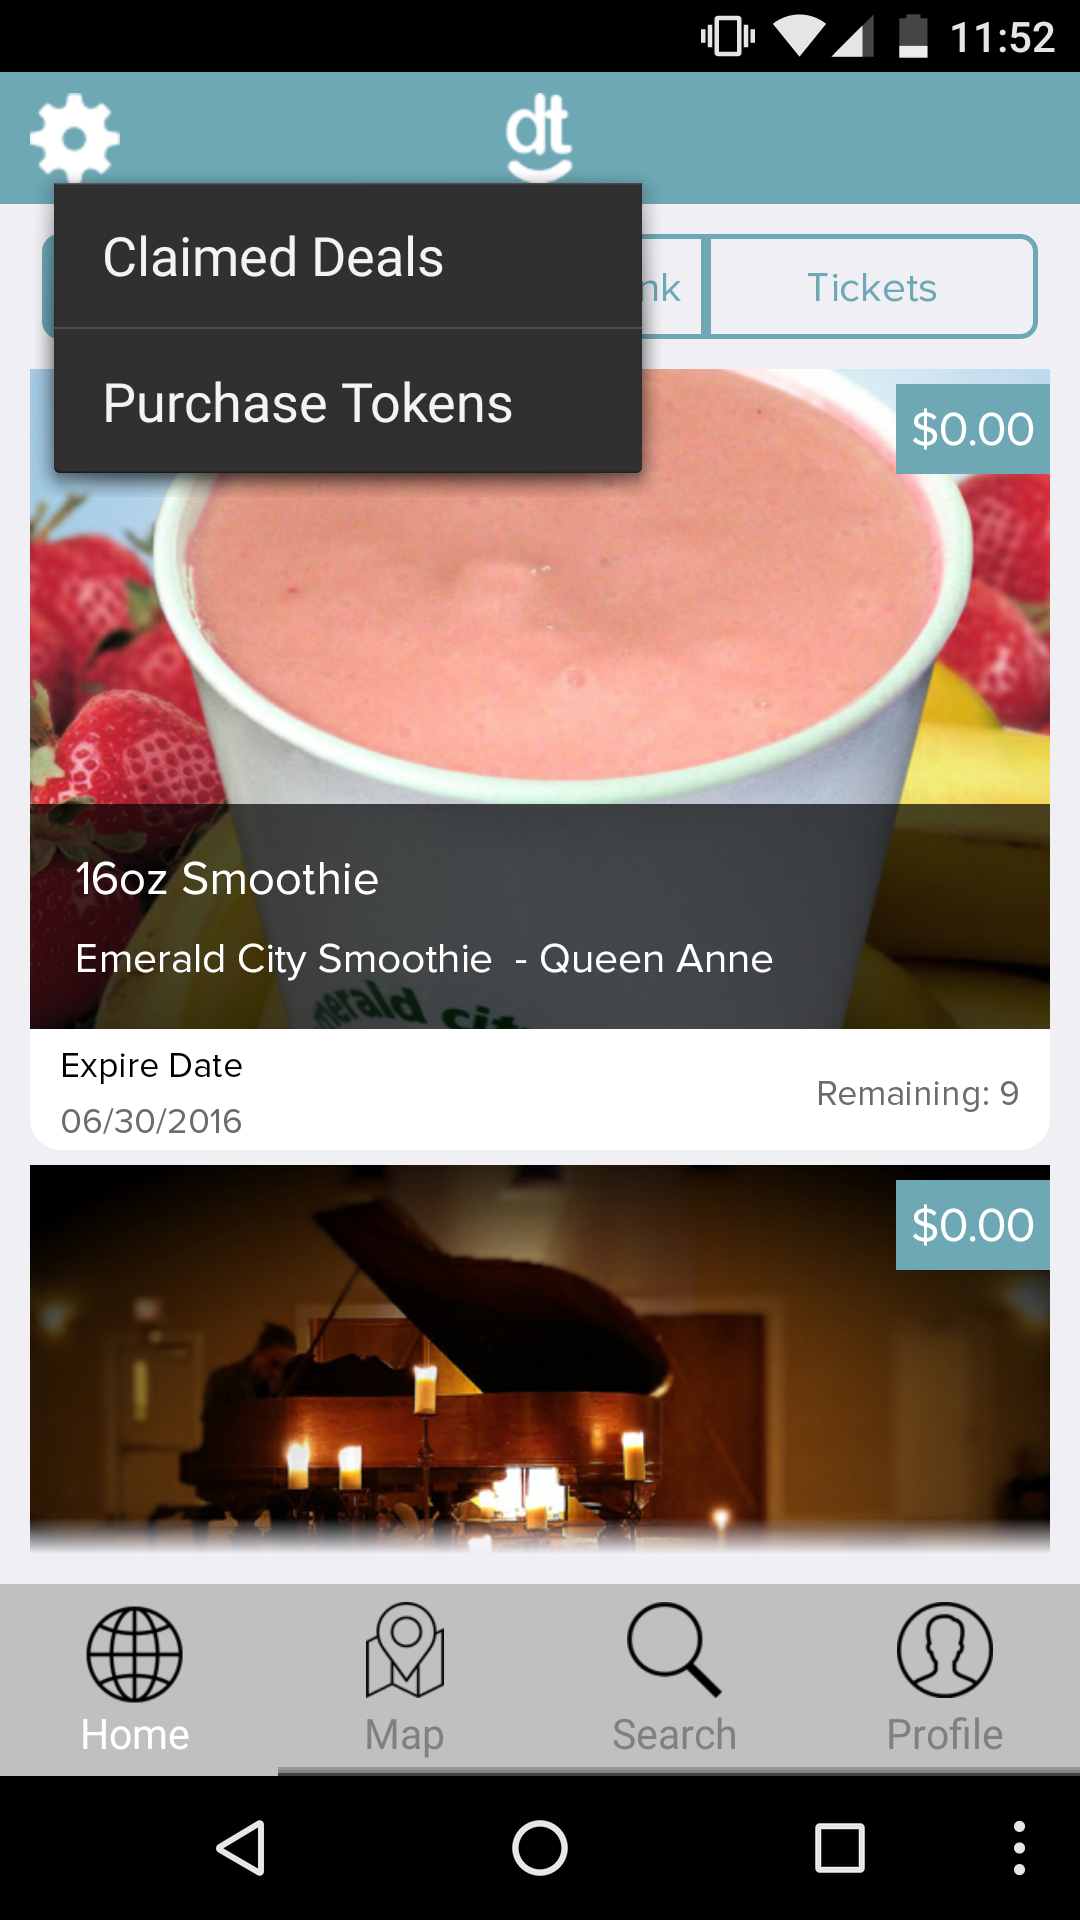 11:52
dt
Claimed Deals
Purchase Tokens
nk
Tickets
$0.00
16oz Smoothie
Emerald City Smoothie - Queen Anne
Expire Date
06/30/2016
Remaining: 9
$0.00
Home
Map
Search
Profile